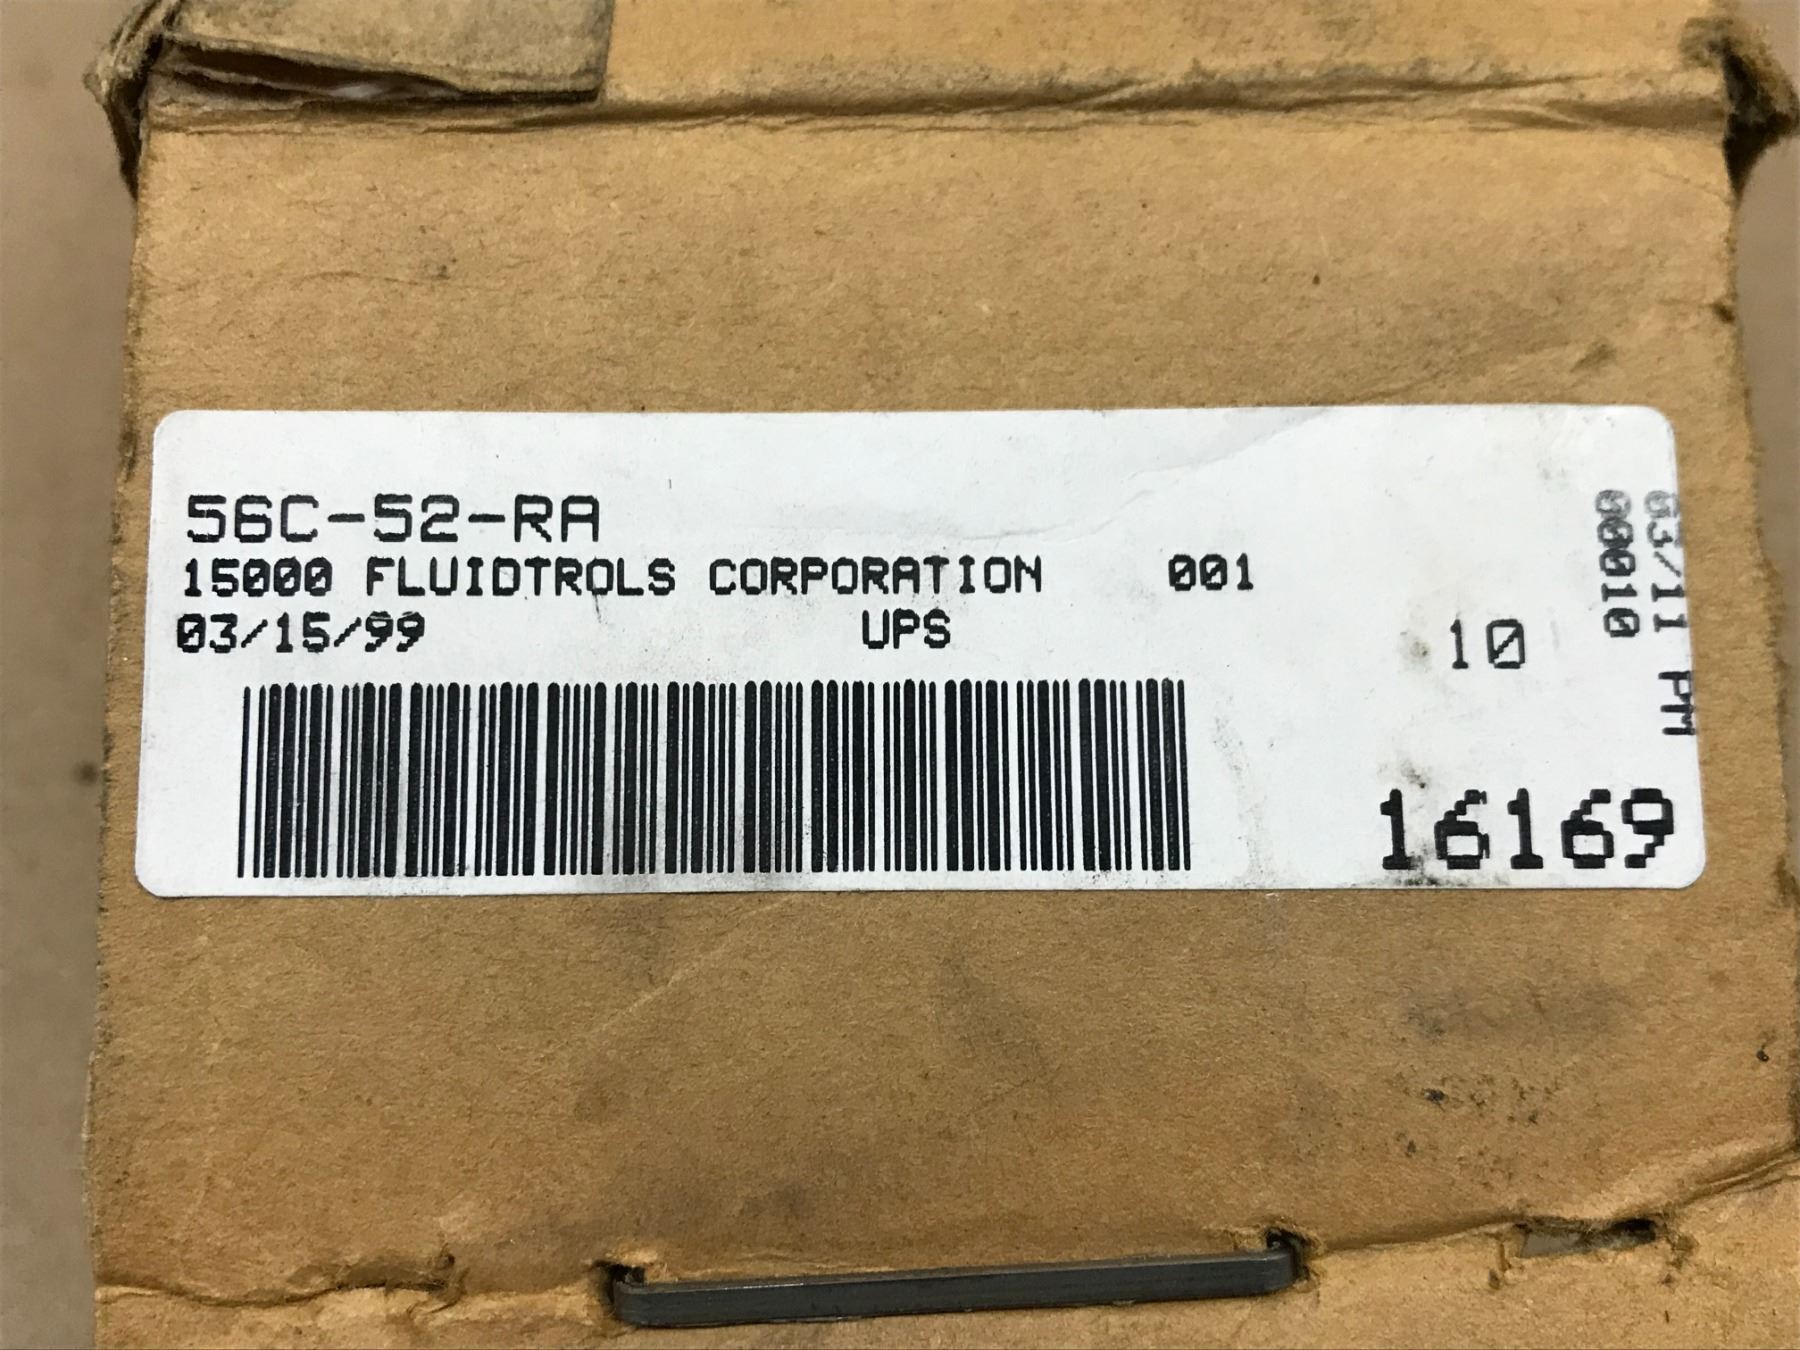 56C-52-RA
15000 FLUIDTROLS CORPORATION 001
03/15/99 UPS
10
16169
03/11 PM
00010